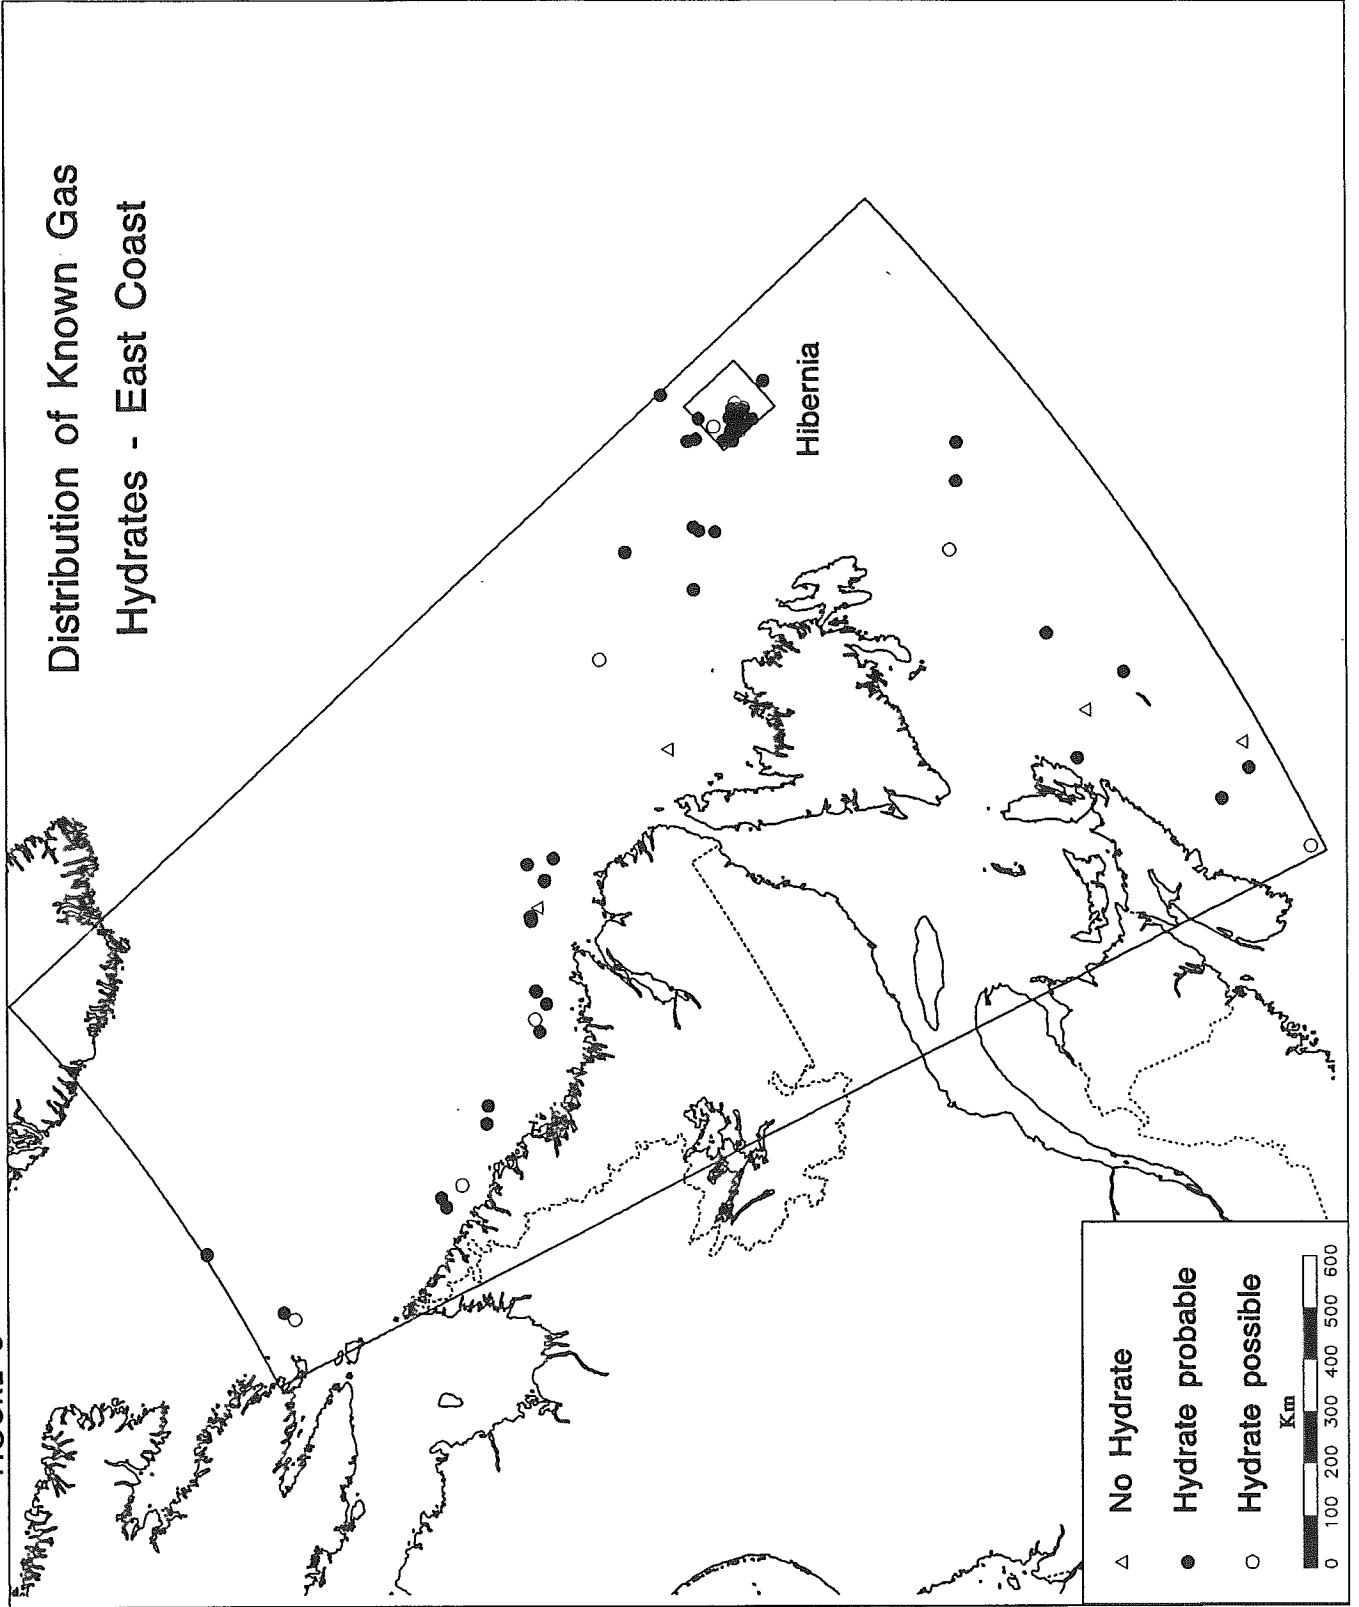 Distribution of Known Gas
Hydrates - East Coast
Hibernia
No Hydrate
Hydrate probable
Hydrate possible
Km
0 100 200 300 400 500 600